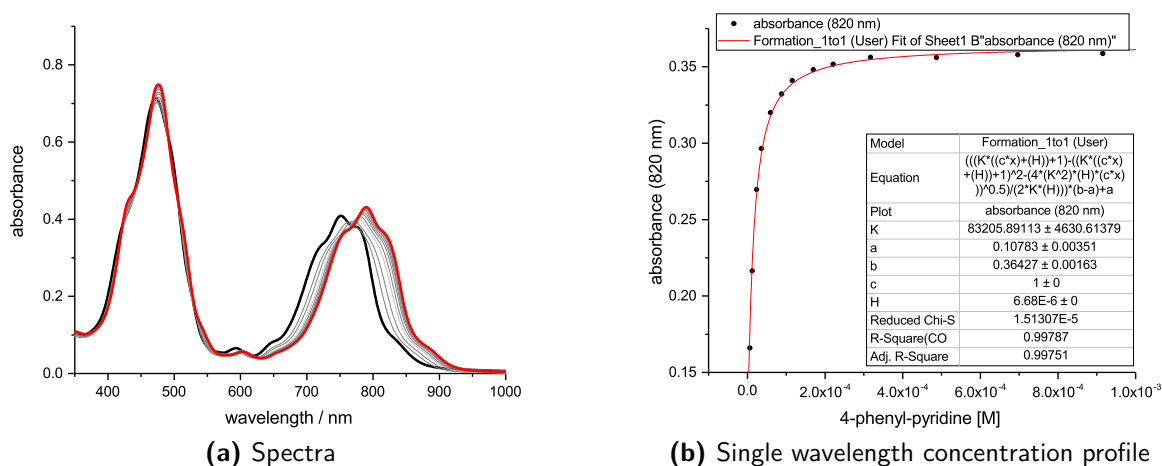 0.8
0.6
0.4
0.2
0.0
absorbance
400 500 600 700 800 900 1000
wavelength / nm
(a) Spectra
absorbance (820 nm)
Formation_1to1 (User) Fit of Sheet1 B"absorbance (820 nm)"
0.35
0.30
0.25
0.20
0.15
absorbance (820 nm)
Model Formation_1to1 (User)
Equation (((K*((c*x)+(H))+1)-((K*((c*x)
+(H))+1)^2-(4*(K^2)*(H)*(c*x)
))^0.5)/(2*K*(H)))*(b-a)+a
Plot absorbance (820 nm)
K 83205.89113 ± 4630.61379
a 0.10783 ± 0.00351
b 0.36427 ± 0.00163
c 1 ± 0
H 6.68E-6 ± 0
Reduced Chi-S 1.51307E-5
R-Square(CO 0.99787
Adj. R-Square 0.99751
0.0 2.0x10⁻⁴ 4.0x10⁻⁴ 6.0x10⁻⁴ 8.0x10⁻⁴ 1.0x10⁻³
4-phenyl-pyridine [M]
(b) Single wavelength concentration profile